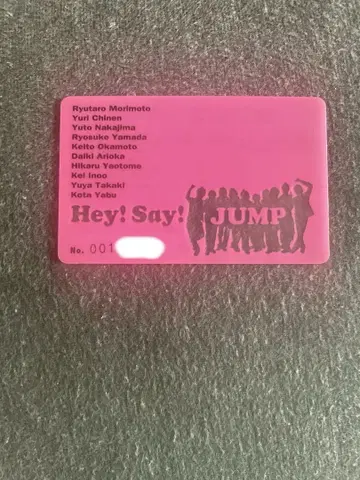 Ryutaro Morimoto
Yuri Chinen
Yuto Nakajima
Ryosuke Yamada
Keito Okamoto
Daiki Arioka
Hikaru Yaotome
Kei Inoo
Yuya Takaki
Kota Yabu
Hey! Say! JUMP
No. 001